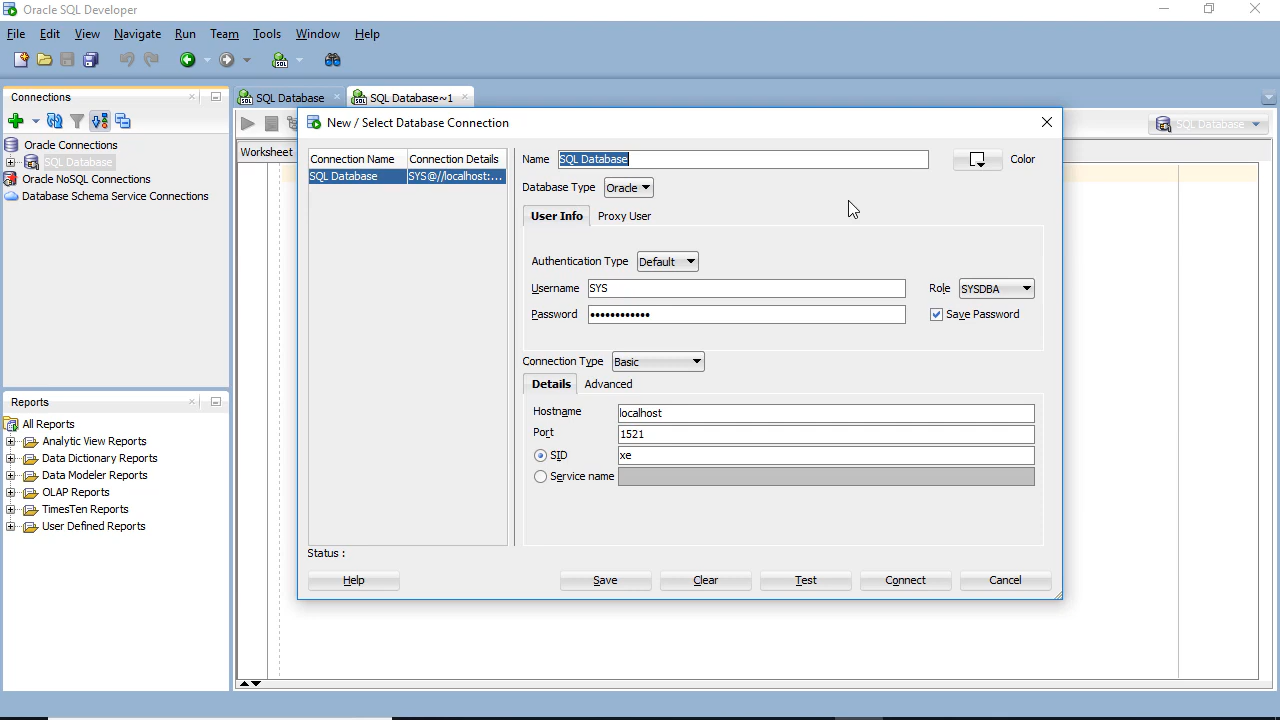 Oracle SQL Developer
File Edit View Navigate Run Team Tools Window Help
Connections
SQL Database
SQL Database~1
Oracle Connections
SQL Database
Oracle NoSQL Connections
Database Schema Service Connections
SQL Database
Worksheet
Reports
All Reports
Analytic View Reports
Data Dictionary Reports
Data Modeler Reports
OLAP Reports
TimesTen Reports
User Defined Reports
New / Select Database Connection
Connection Name Connection Details
SQL Database SYS@//localhost:...
Name SQL Database Color
Database Type Oracle
User Info Proxy User
Authentication Type Default
Username SYS Role SYSDBA
Password •••••••••••• Save Password
Connection Type Basic
Details Advanced
Hostname localhost
Port 1521
SID xe
Service name
Status :
Help Save Clear Test Connect Cancel